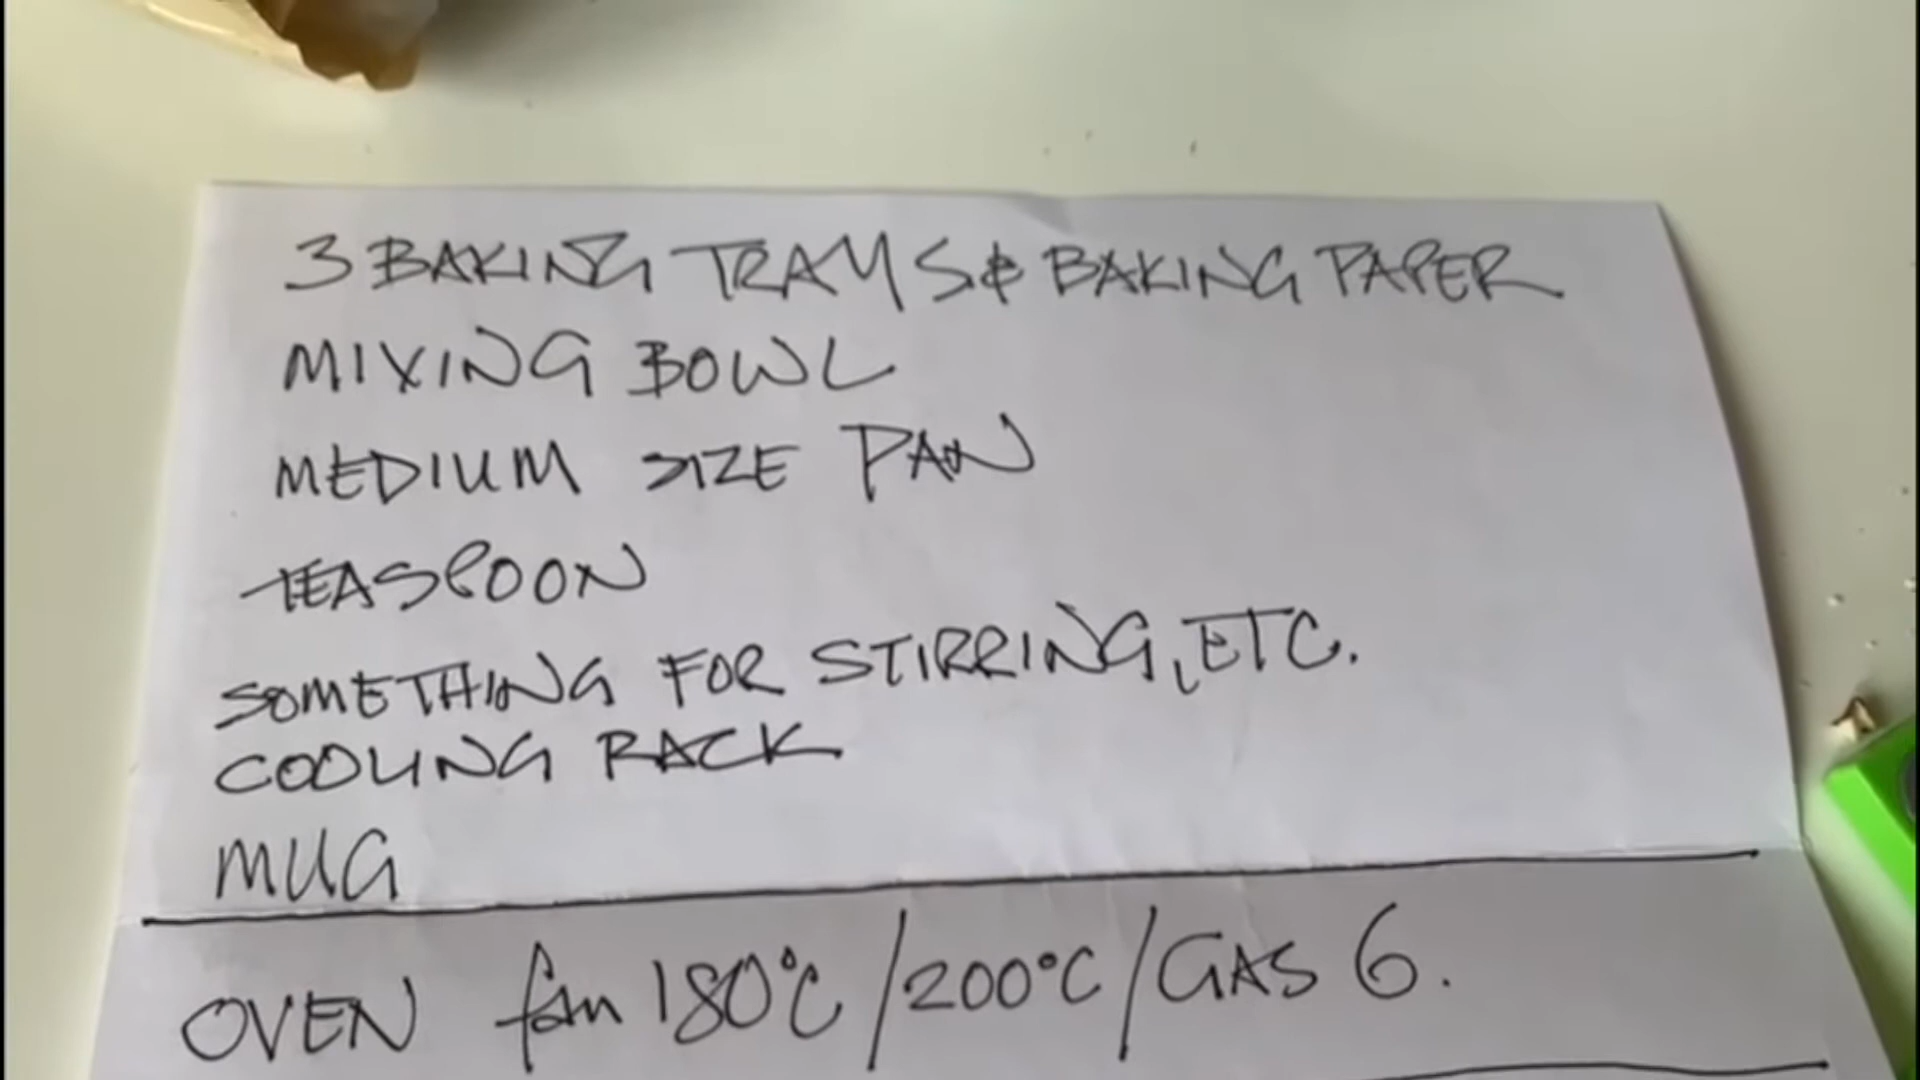 3 BAKING TRAYS & BAKING PAPER
MIXING BOWL
MEDIUM SIZE PAN
TEASPOON
SOMETHING FOR STIRRING, ETC.
COOLING RACK
MUG
OVEN fan 180°C/200°C/GAS 6.